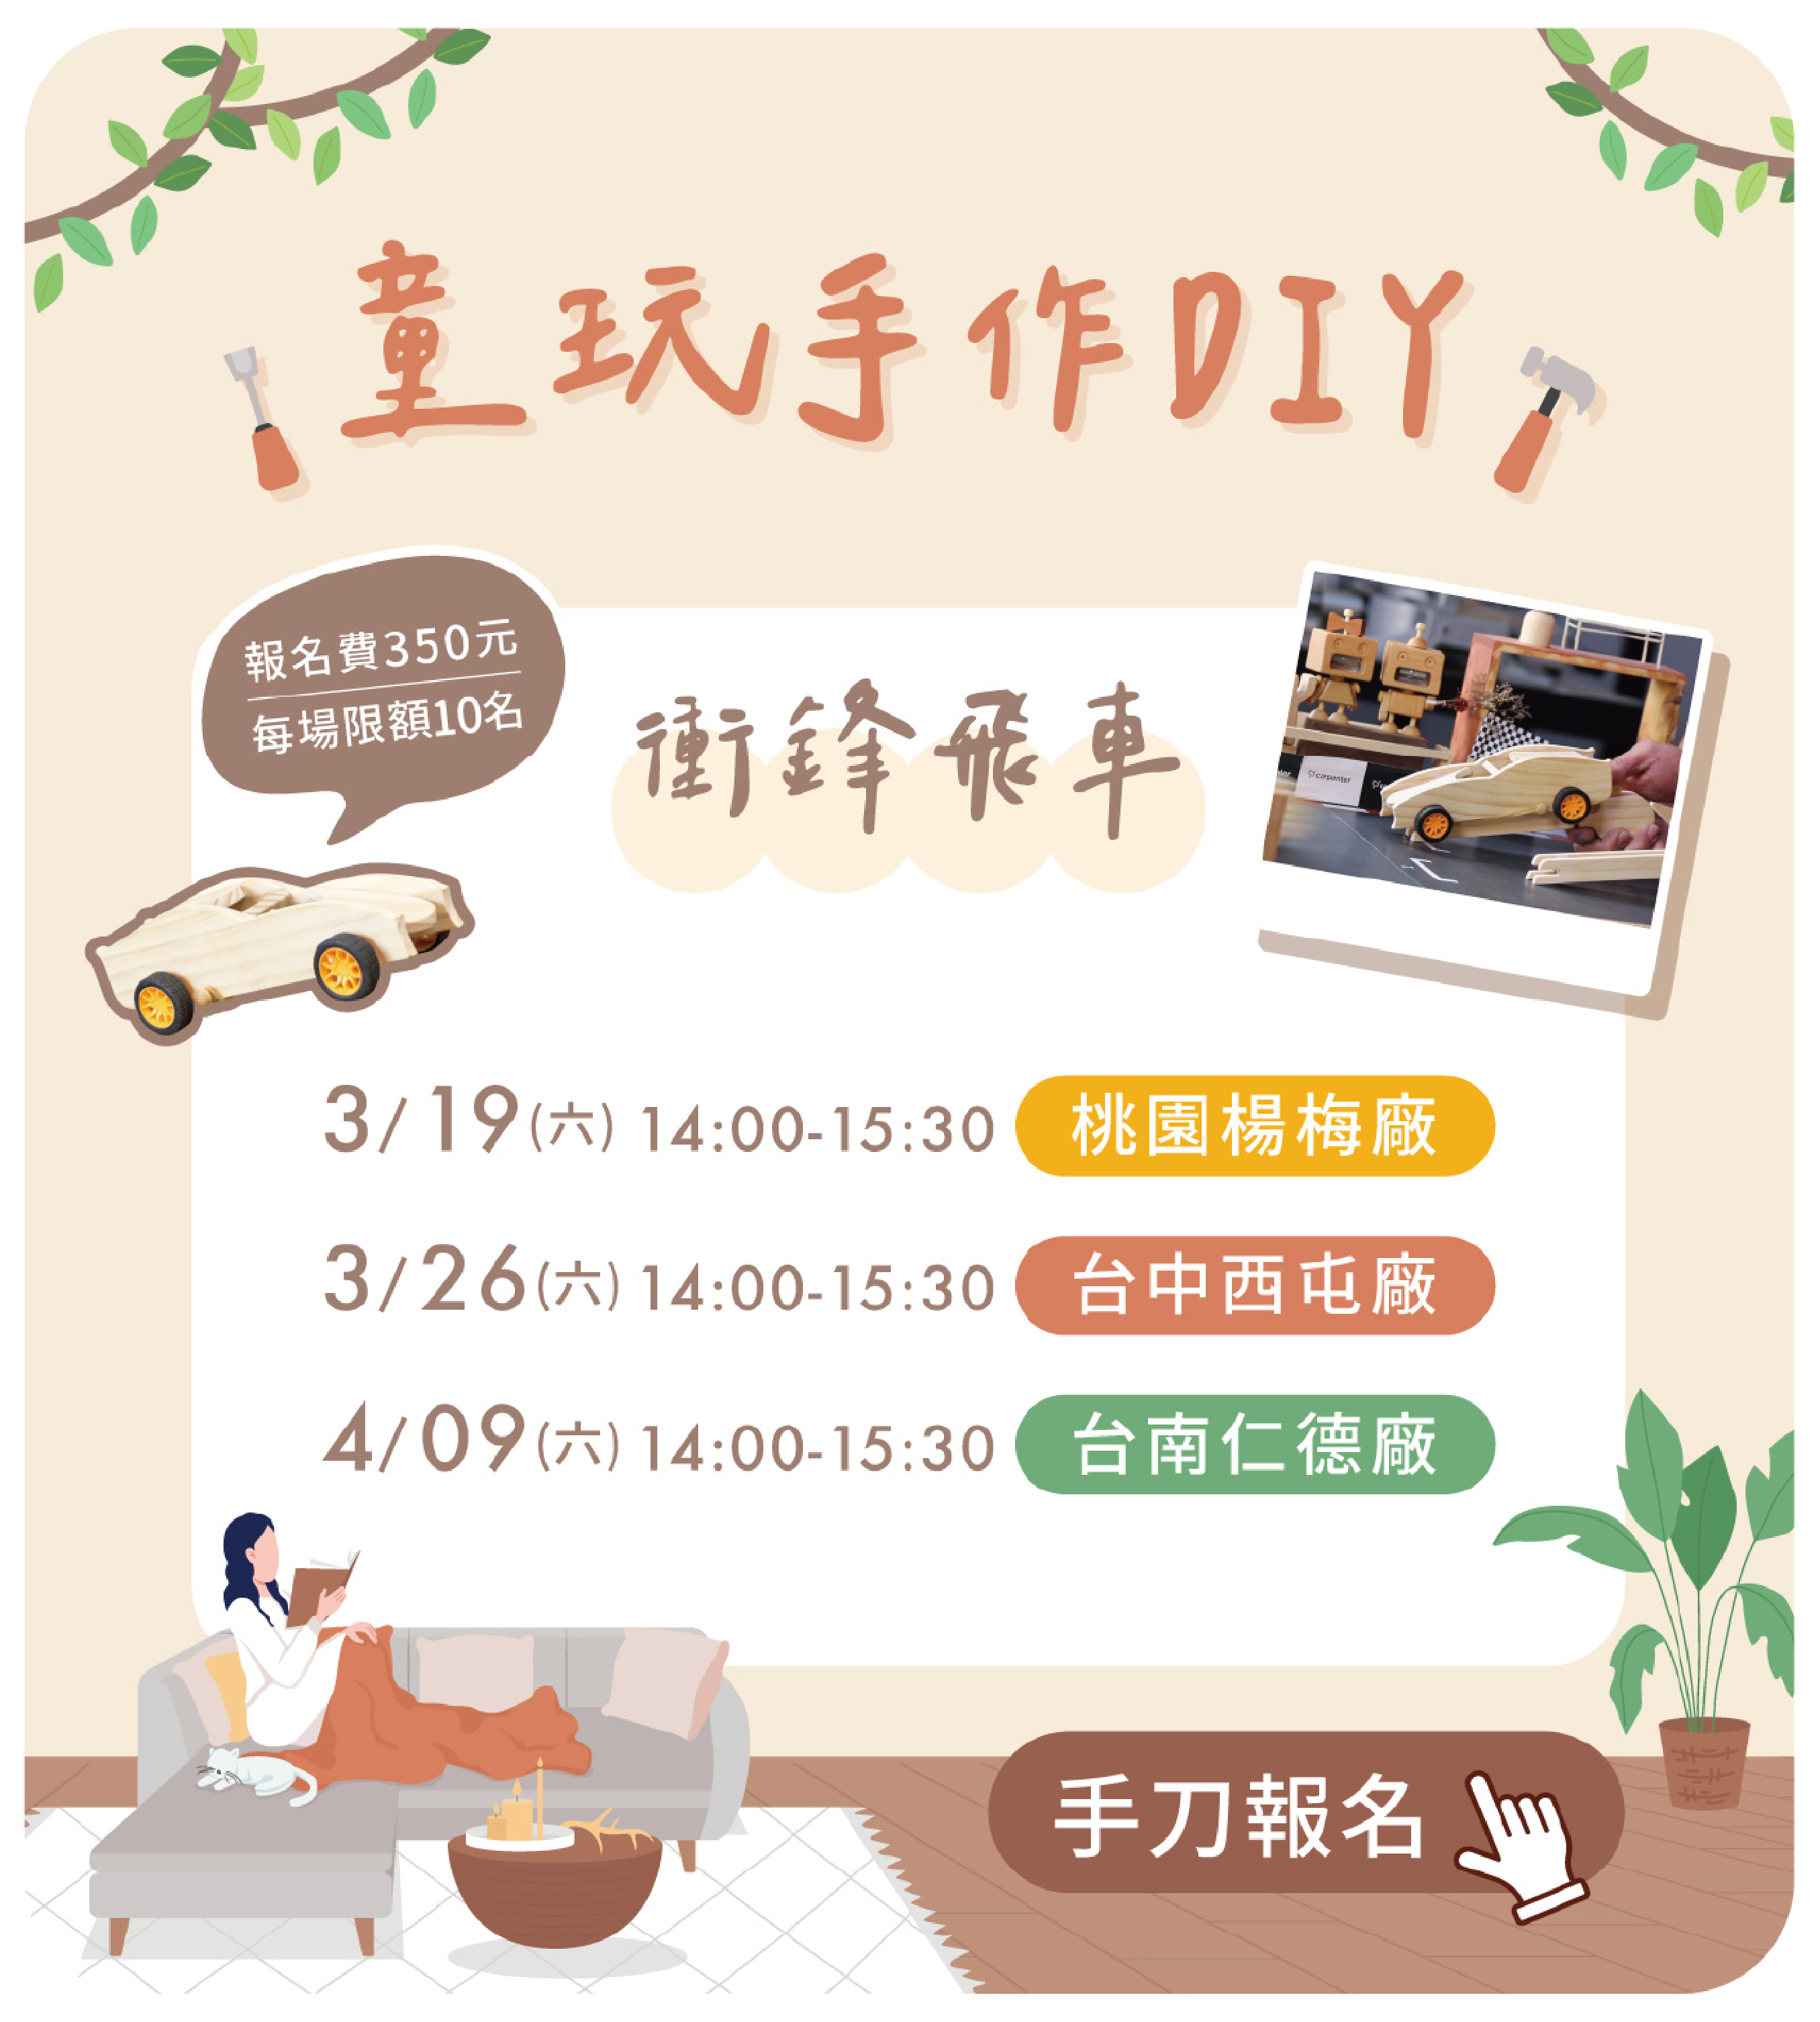 童玩手作DIY
報名費350元
每場限額10名
衝鋒飛車
carpenter
3/19(六) 14:00-15:30 桃園楊梅廠
3/26(六) 14:00-15:30 台中西屯廠
4/09(六) 14:00-15:30 台南仁德廠
手刀報名